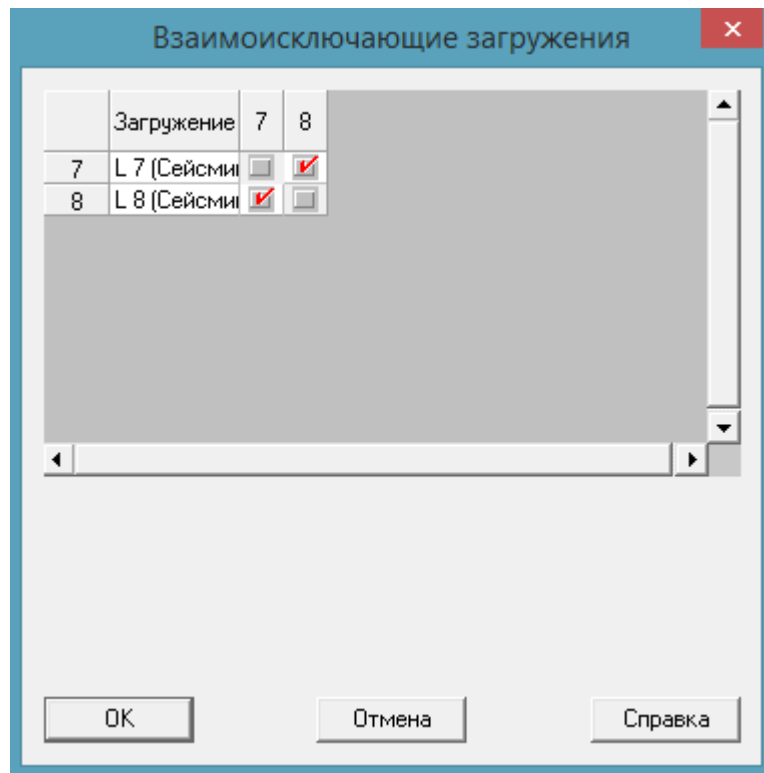 Взаимоисключающие загружения
Загружение 7 8
7 L 7 (Сейсми
8 L 8 (Сейсми
OK Отмена Справка